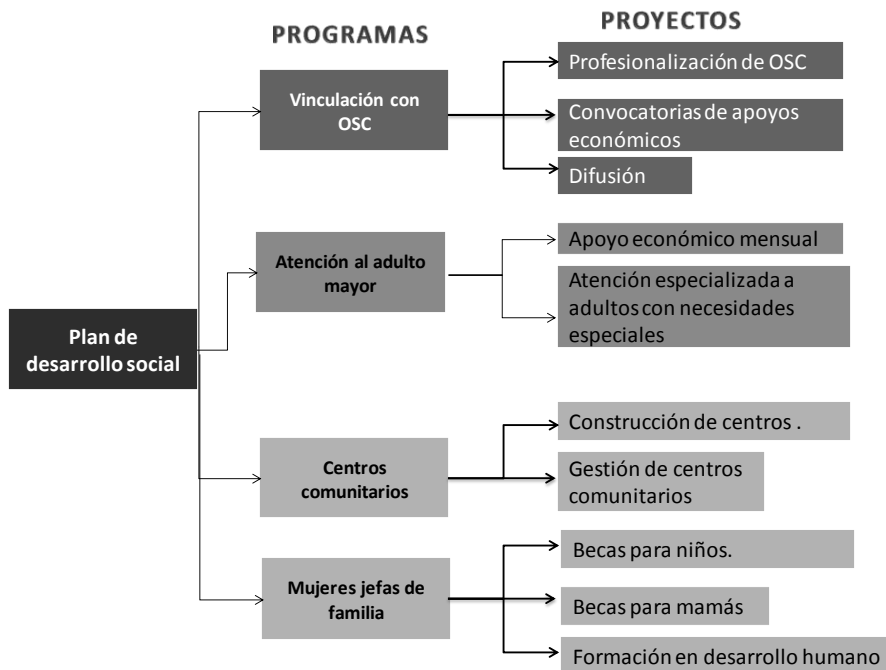 PROGRAMAS
PROYECTOS
Plan de
desarrollo social
Vinculación con
OSC
Profesionalización de OSC
Convocatorias de apoyos
económicos
Difusión
Atención al adulto
mayor
Apoyo económico mensual
Atención especializada a
adultos con necesidades
especiales
Centros
comunitarios
Construcción de centros .
Gestión de centros
comunitarios
Mujeres jefas de
familia
Becas para niños.
Becas para mamás
Formación en desarrollo humano